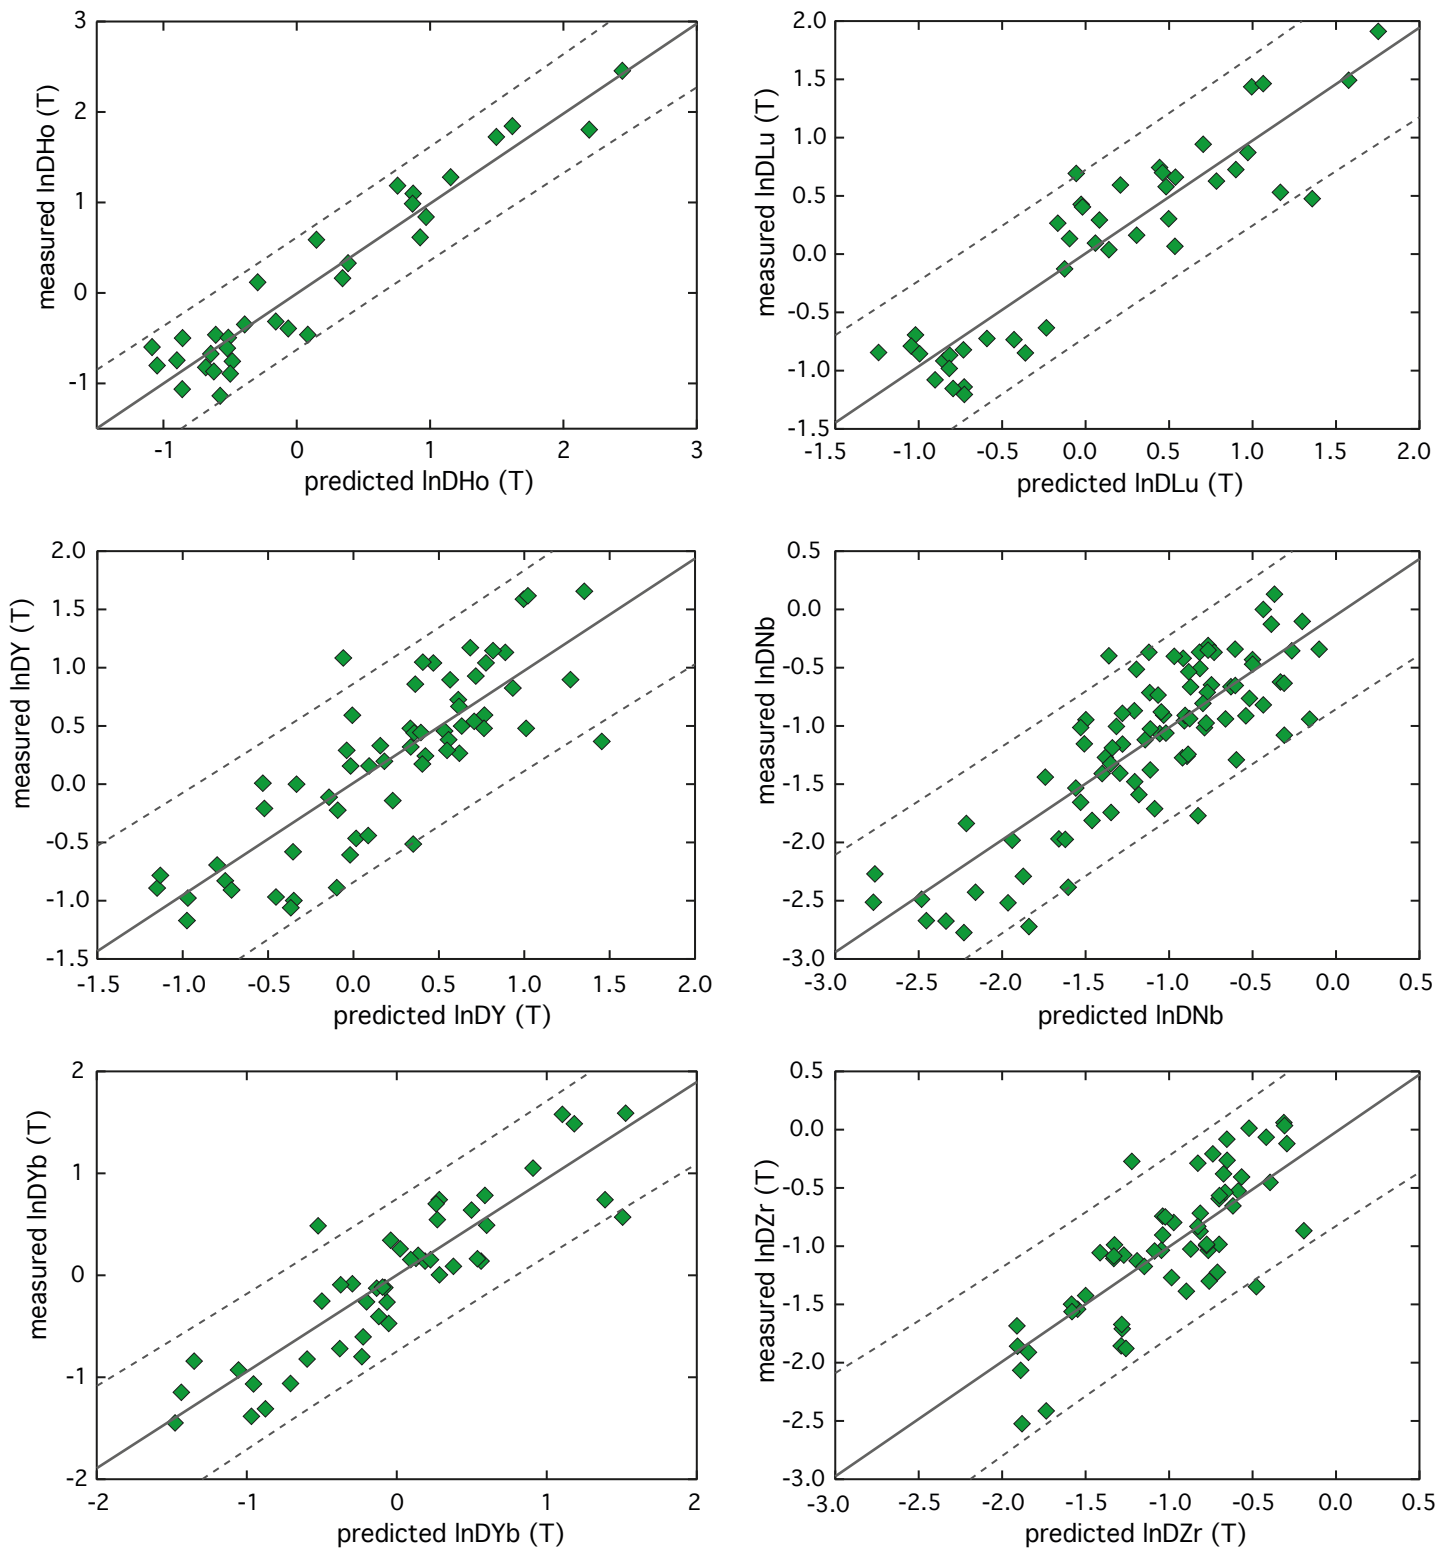 3
2
1
0
-1
measured lnDHo (T)
-1 0 1 2 3
predicted lnDHo (T)
2.0
1.5
1.0
0.5
0.0
-0.5
-1.0
-1.5
measured lnDLu (T)
-1.5 -1.0 -0.5 0.0 0.5 1.0 1.5 2.0
predicted lnDLu (T)
2.0
1.5
1.0
0.5
0.0
-0.5
-1.0
-1.5
measured lnDY (T)
-1.5 -1.0 -0.5 0.0 0.5 1.0 1.5 2.0
predicted lnDY (T)
0.5
0.0
-0.5
-1.0
-1.5
-2.0
-2.5
-3.0
measured lnDNb
-3.0 -2.5 -2.0 -1.5 -1.0 -0.5 0.0 0.5
predicted lnDNb
2
1
0
-1
-2
measured lnDYb (T)
-2 -1 0 1 2
predicted lnDYb (T)
0.5
0.0
-0.5
-1.0
-1.5
-2.0
-2.5
-3.0
measured lnDZr (T)
-3.0 -2.5 -2.0 -1.5 -1.0 -0.5 0.0 0.5
predicted lnDZr (T)